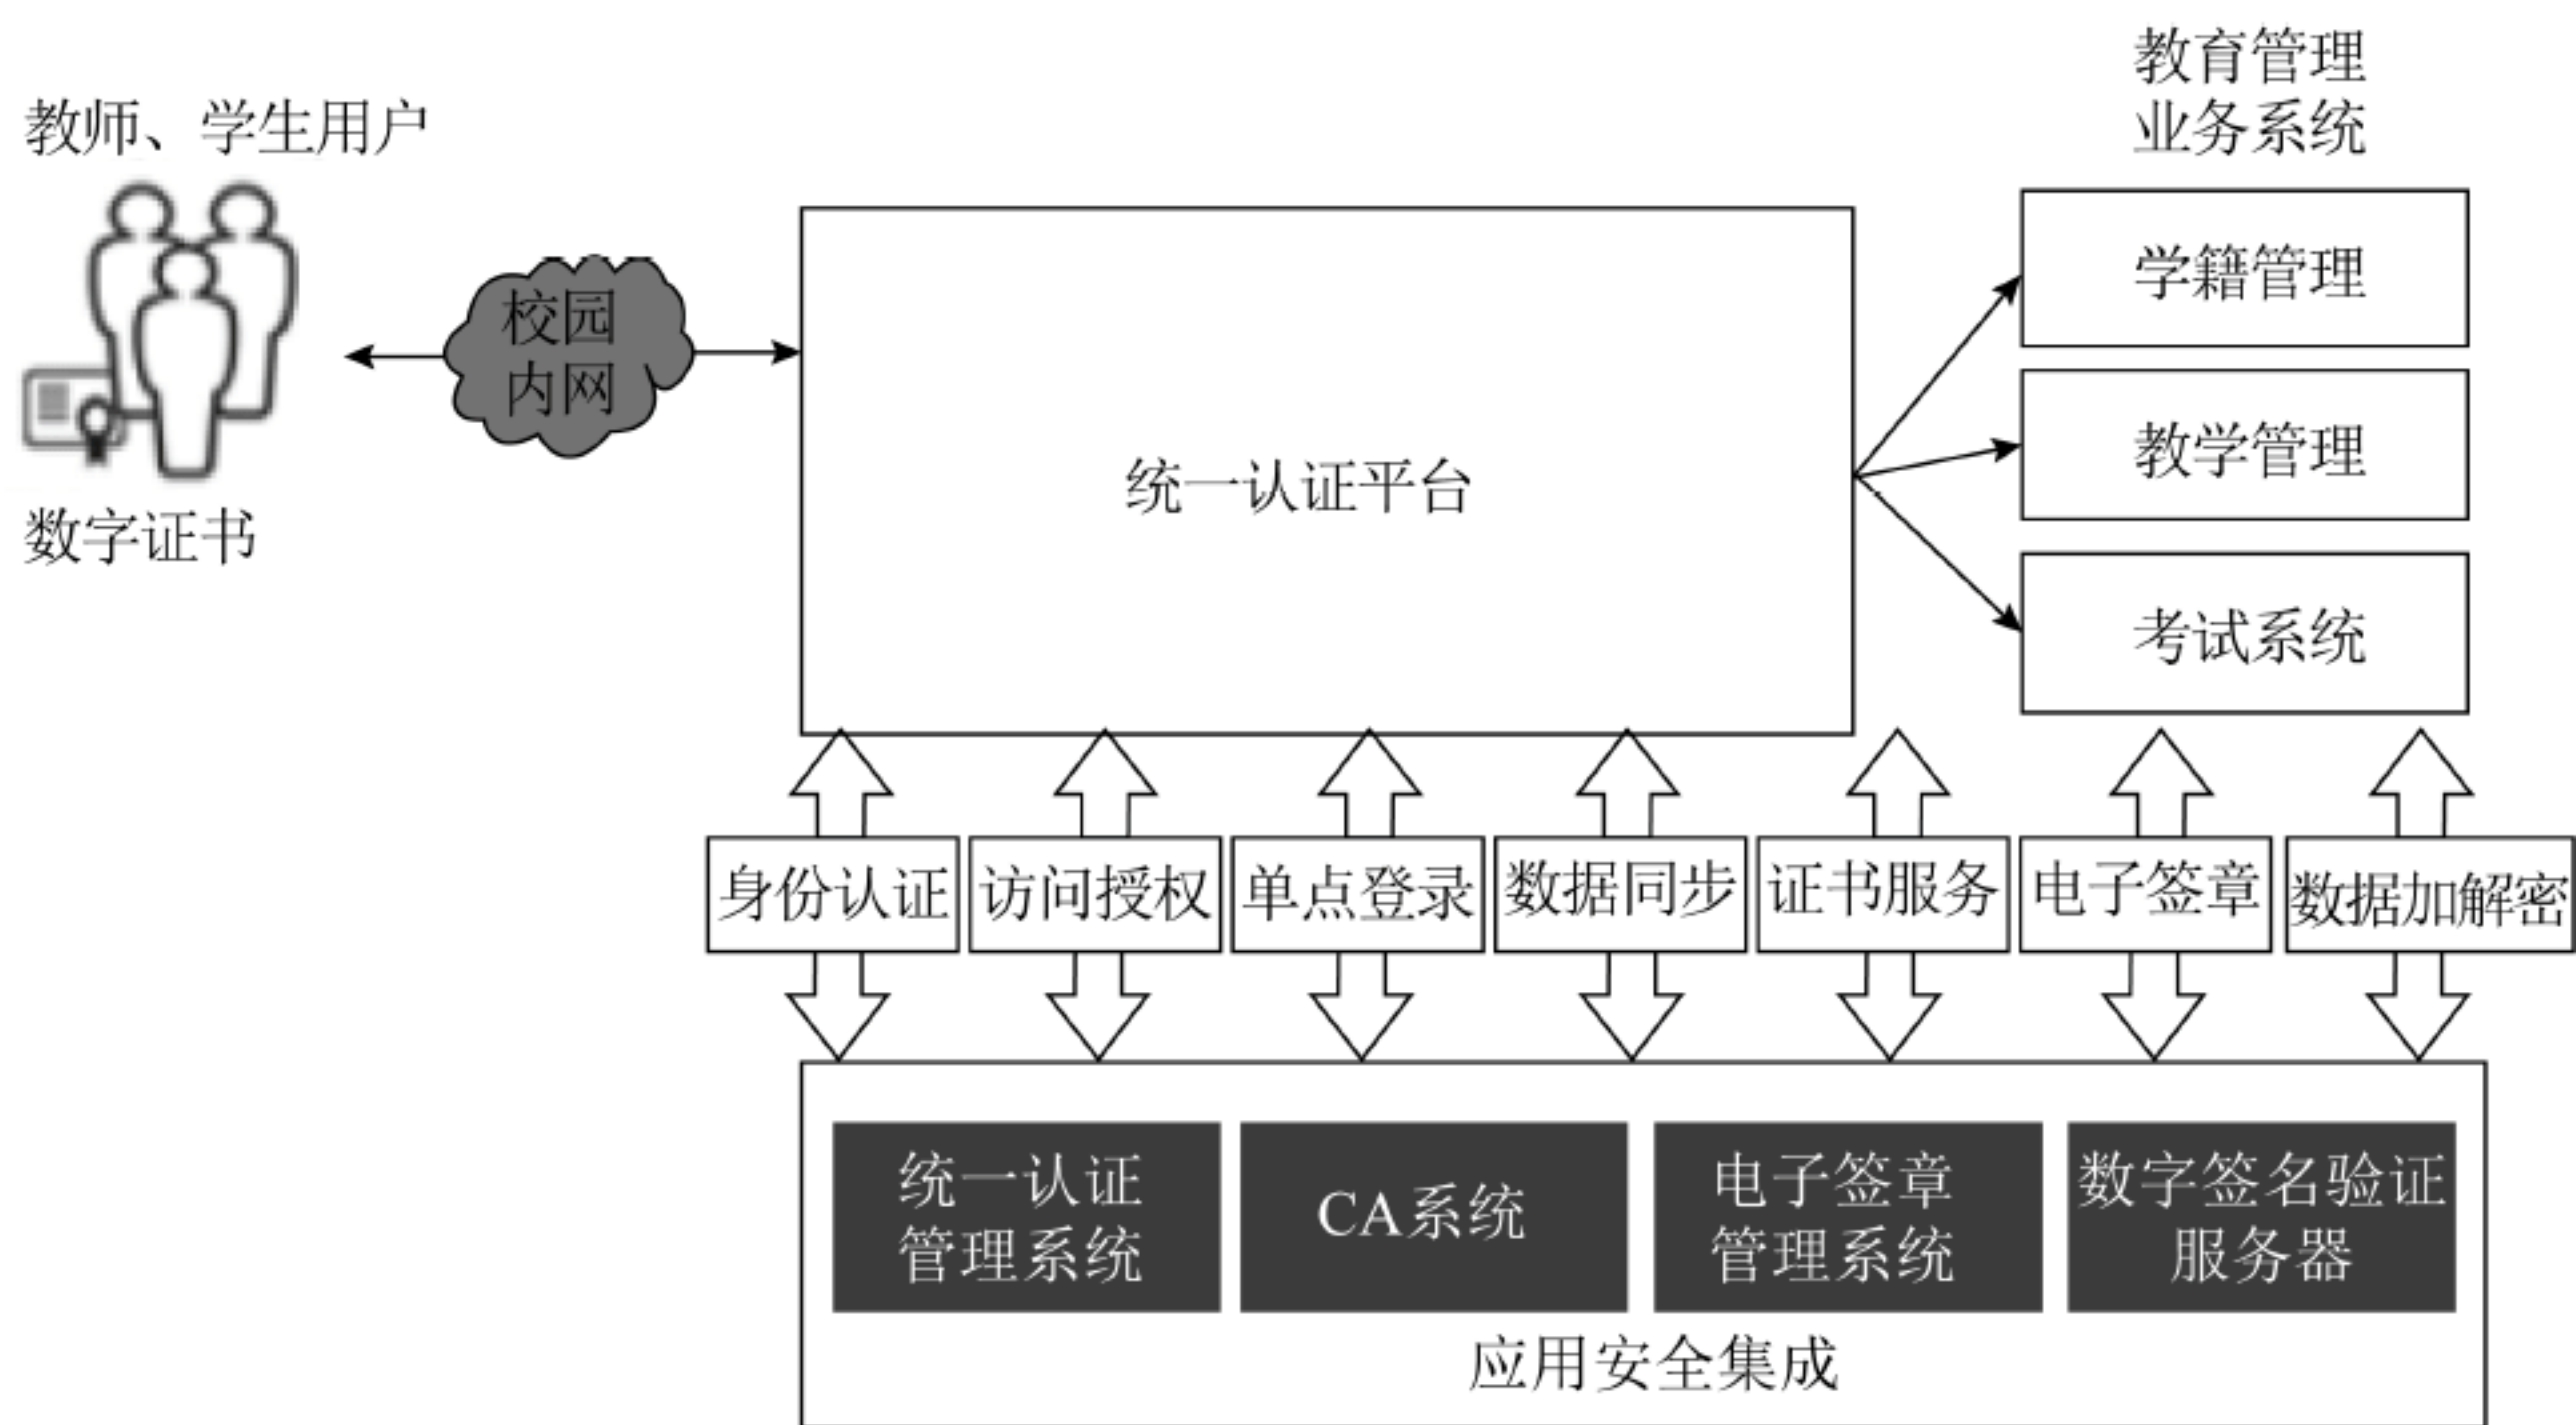 教育管理
业务系统
教师、学生用户
学籍管理
校园
内网
教学管理
统一认证平台
数字证书
考试系统
身份认证
访问授权
单点登录
数据同步
证书服务
电子签章
数据加解密
统一认证
管理系统
CA系统
电子签章
管理系统
数字签名验证
服务器
应用安全集成